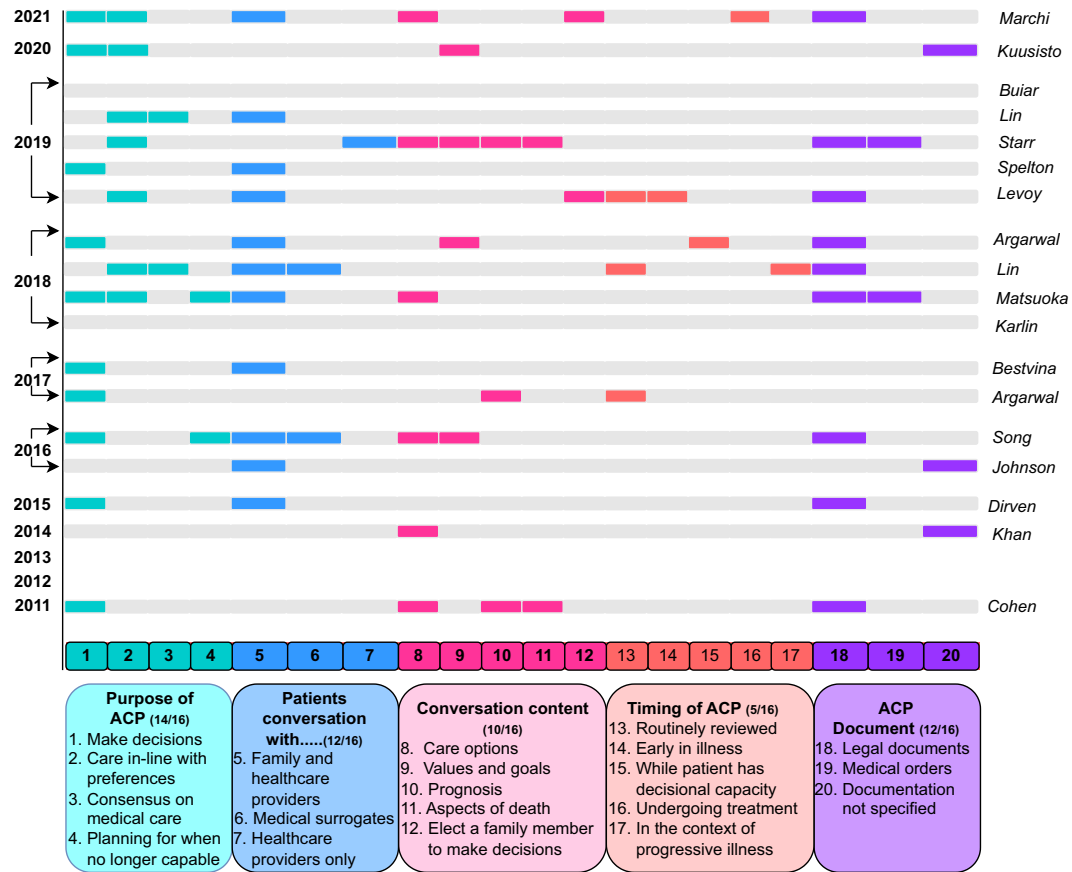 2021 Marchi
2020 Kuusisto
Buiar
Lin
2019 Starr
Spelton
Levoy
Argarwal
Lin
2018
Matsuoka
Karlin
Bestvina
2017
Argarwal
Song
2016
Johnson
2015 Dirven
2014 Khan
2013
2012
2011 Cohen
1 2 3 4 5 6 7 8 9 10 11 12 13 14 15 16 17 18 19 20
Purpose of
ACP (14/16)
1. Make decisions
2. Care in-line with
preferences
3. Consensus on
medical care
4. Planning for when
no longer capable
Patients
conversation
with.....(12/16)
5. Family and
healthcare
providers
6. Medical surrogates
7. Healthcare
providers only
Conversation content
(10/16)
8. Care options
9. Values and goals
10. Prognosis
11. Aspects of death
12. Elect a family member
to make decisions
Timing of ACP (5/16)
13. Routinely reviewed
14. Early in illness
15. While patient has
decisional capacity
16. Undergoing treatment
17. In the context of
progressive illness
ACP
Document (12/16)
18. Legal documents
19. Medical orders
20. Documentation
not specified